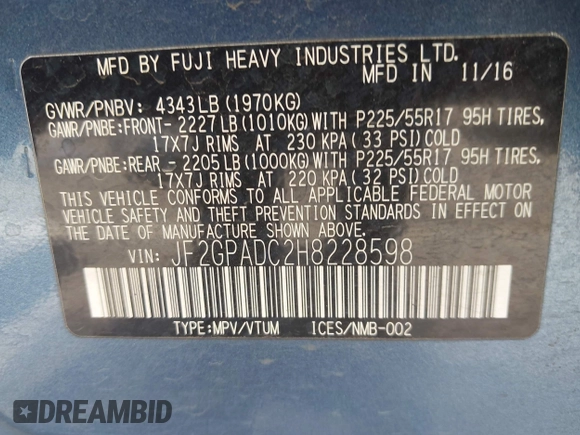 MFD BY FUJI HEAVY INDUSTRIES LTD.
MFD IN 11/16
GVWR/PNBV: 4343LB (1970KG)
GAWR/PNBE:FRONT- 2227 LB (1010KG) WITH P225/55R17 95H TIRES,
17X7J RIMS AT 230 KPA ( 33 PSI) COLD
GAWR/PNBE:REAR - 2205 LB (1000KG) WITH P225/55R17 95H TIRES,
17X7J RIMS AT 220 KPA ( 32 PSI) COLD
THIS VEHICLE CONFORMS TO ALL APPLICABLE FEDERAL MOTOR
VEHICLE SAFETY AND THEFT PREVENTION STANDARDS IN EFFECT ON
THE DATE OF MANUFACTURE SHOWN ABOVE.
VIN: JF2GPADC2H8228598
TYPE:MPV/VTUM ICES/NMB-002
DREAMBID